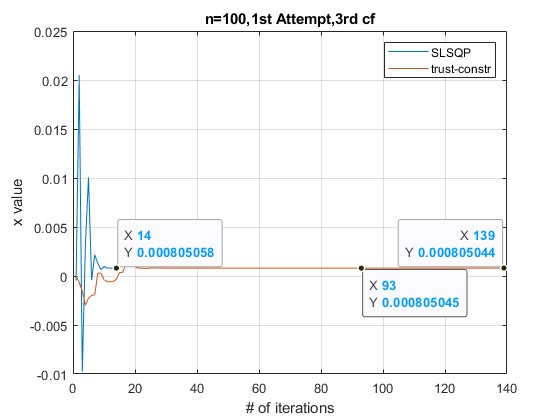 n=100,1st Attempt,3rd cf
SLSQP
trust-constr
x value
0.025
0.02
0.015
0.01
0.005
0
-0.005
-0.01
X 14
Y 0.000805058
X 139
Y 0.000805044
X 93
Y 0.000805045
0
20
40
60
80
100
120
140
# of iterations